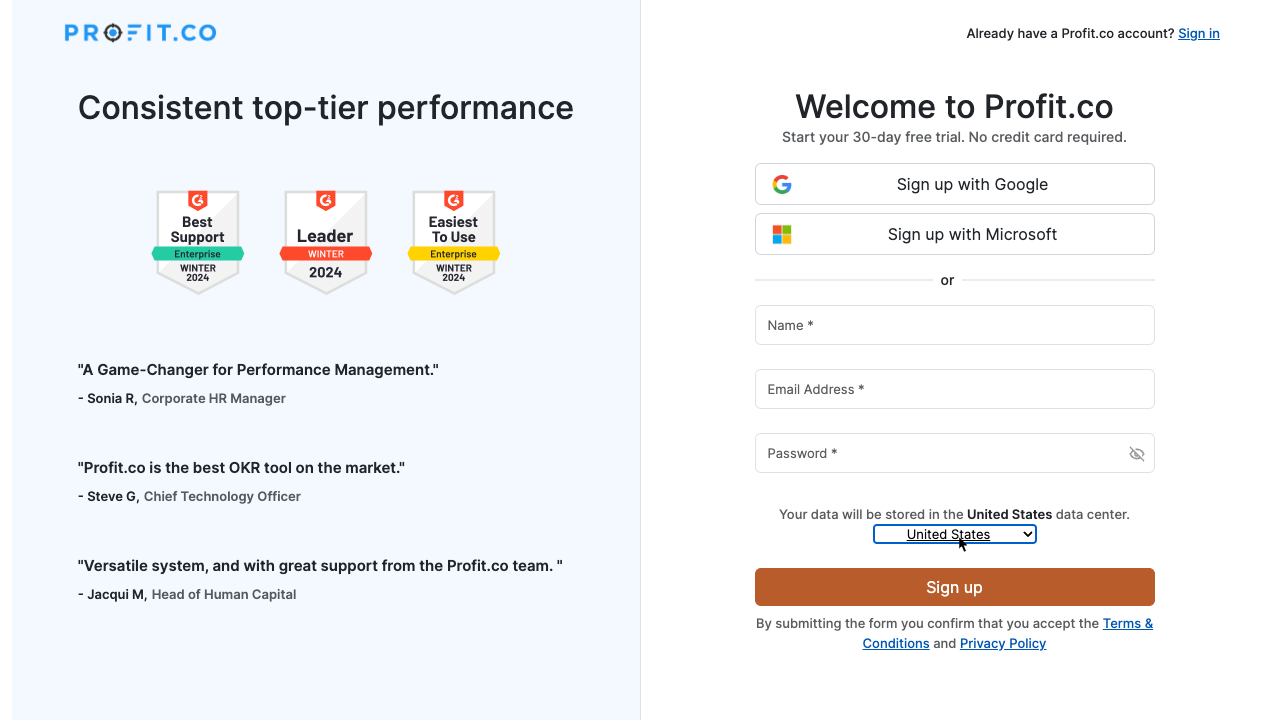 PROFIT.CO
Already have a Profit.co account? Sign in
Consistent top-tier performance
Best Support
Enterprise
WINTER
2024
Leader
WINTER
2024
Easiest To Use
Enterprise
WINTER
2024
"A Game-Changer for Performance Management."
- Sonia R, Corporate HR Manager
"Profit.co is the best OKR tool on the market."
- Steve G, Chief Technology Officer
"Versatile system, and with great support from the Profit.co team. "
- Jacqui M, Head of Human Capital
Welcome to Profit.co
Start your 30-day free trial. No credit card required.
Sign up with Google
Sign up with Microsoft
or
Name *
Email Address *
Password *
Your data will be stored in the United States data center.
United States
Sign up
By submitting the form you confirm that you accept the Terms &
Conditions and Privacy Policy